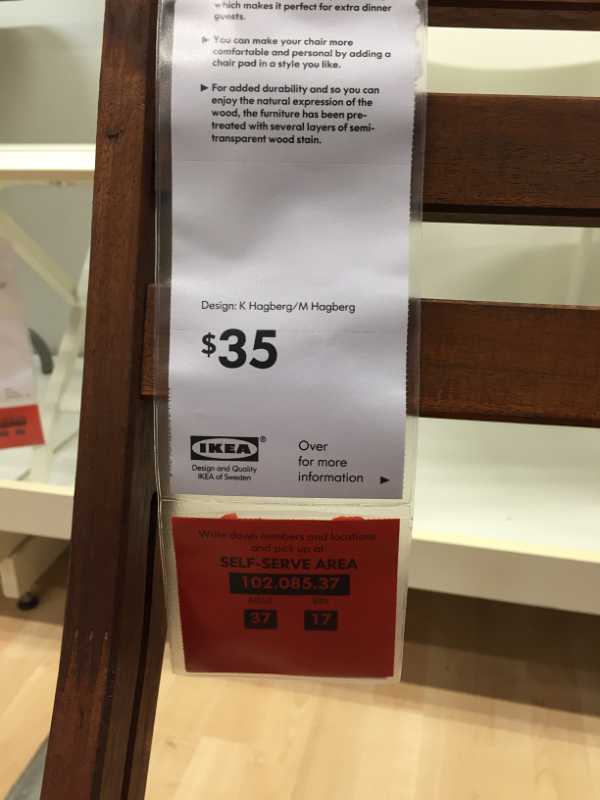 which makes it perfect for extra dinner
guests.
► You can make your chair more
comfortable and personal by adding a
chair pad in a style you like.
► For added durability and so you can
enjoy the natural expression of the
wood, the furniture has been pre-
treated with several layers of semi-
transparent wood stain.
Design: K Hagberg/M Hagberg
$35
IKEA®
Design and Quality
IKEA of Sweden
Over
for more
information ►
Write down numbers and locations
and pick up at
SELF-SERVE AREA
102.085.37
AISLE BIN
37 17